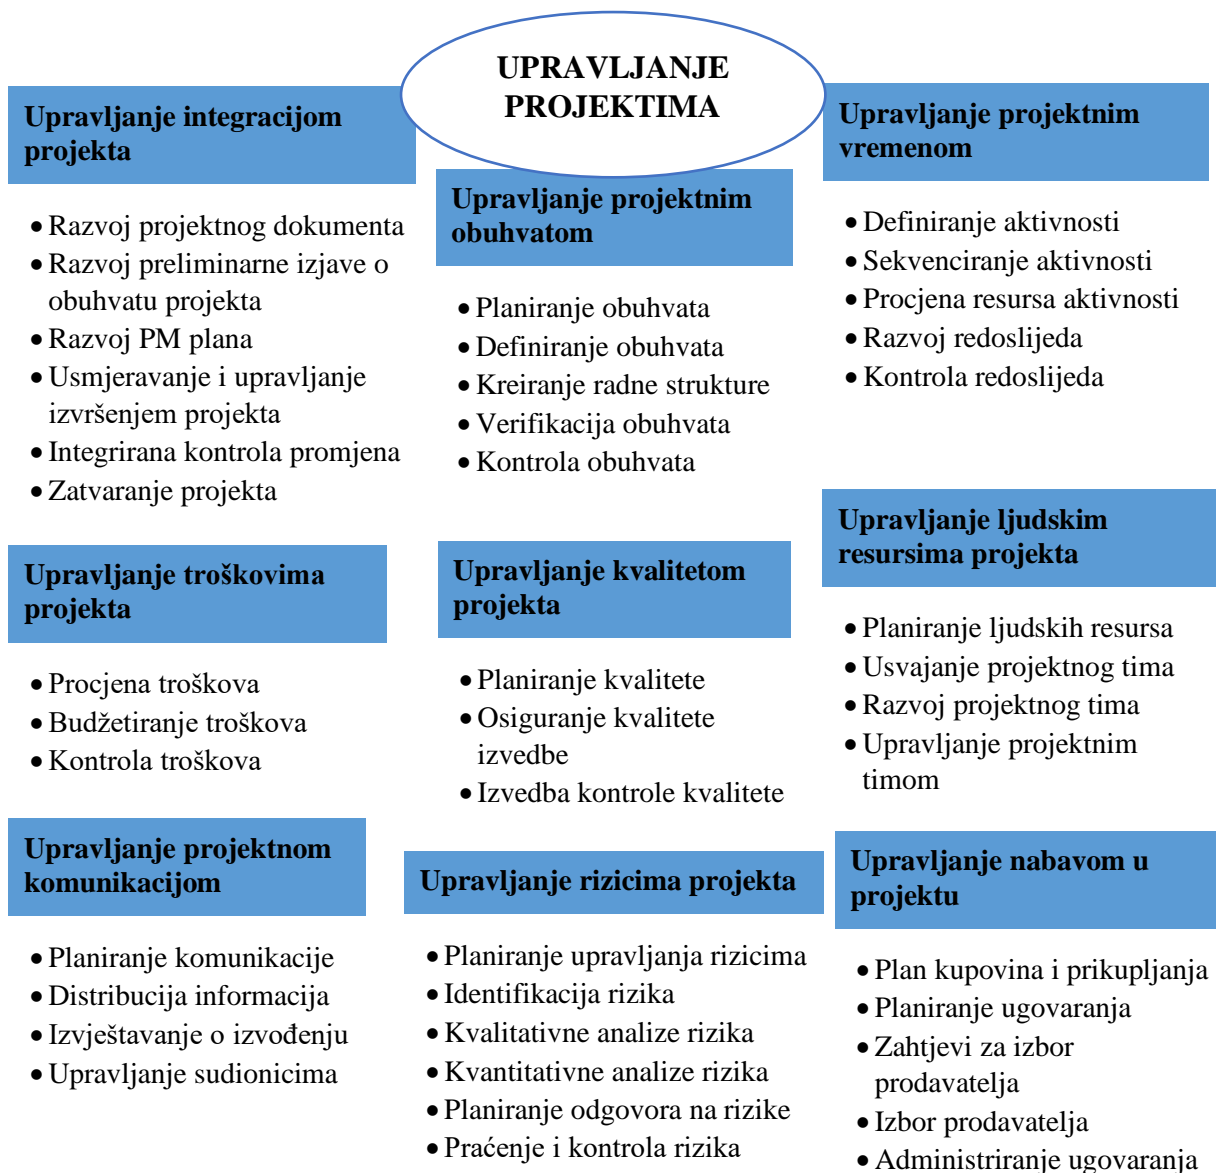 UPRAVLJANJE
PROJEKTIMA
Upravljanje integracijom
projekta
• Razvoj projektnog dokumenta
• Razvoj preliminarne izjave o
obuhvatu projekta
• Razvoj PM plana
• Usmjeravanje i upravljanje
izvršenjem projekta
• Integrirana kontrola promjena
• Zatvaranje projekta
Upravljanje projektnim
obuhvatom
• Planiranje obuhvata
• Definiranje obuhvata
• Kreiranje radne strukture
• Verifikacija obuhvata
• Kontrola obuhvata
Upravljanje projektnim
vremenom
• Definiranje aktivnosti
• Sekvenciranje aktivnosti
• Procjena resursa aktivnosti
• Razvoj redoslijeda
• Kontrola redoslijeda
Upravljanje troškovima
projekta
• Procjena troškova
• Budžetiranje troškova
• Kontrola troškova
Upravljanje kvalitetom
projekta
• Planiranje kvalitete
• Osiguranje kvalitete
izvedbe
• Izvedba kontrole kvalitete
Upravljanje ljudskim
resursima projekta
• Planiranje ljudskih resursa
• Usvajanje projektnog tima
• Razvoj projektnog tima
• Upravljanje projektnim
timom
Upravljanje projektnom
komunikacijom
• Planiranje komunikacije
• Distribucija informacija
• Izvještavanje o izvođenju
• Upravljanje sudionicima
Upravljanje rizicima projekta
• Planiranje upravljanja rizicima
• Identifikacija rizika
• Kvalitativne analize rizika
• Kvantitativne analize rizika
• Planiranje odgovora na rizike
• Praćenje i kontrola rizika
Upravljanje nabavom u
projektu
• Plan kupovina i prikupljanja
• Planiranje ugovaranja
• Zahtjevi za izbor
prodavatelja
• Izbor prodavatelja
• Administriranje ugovaranja